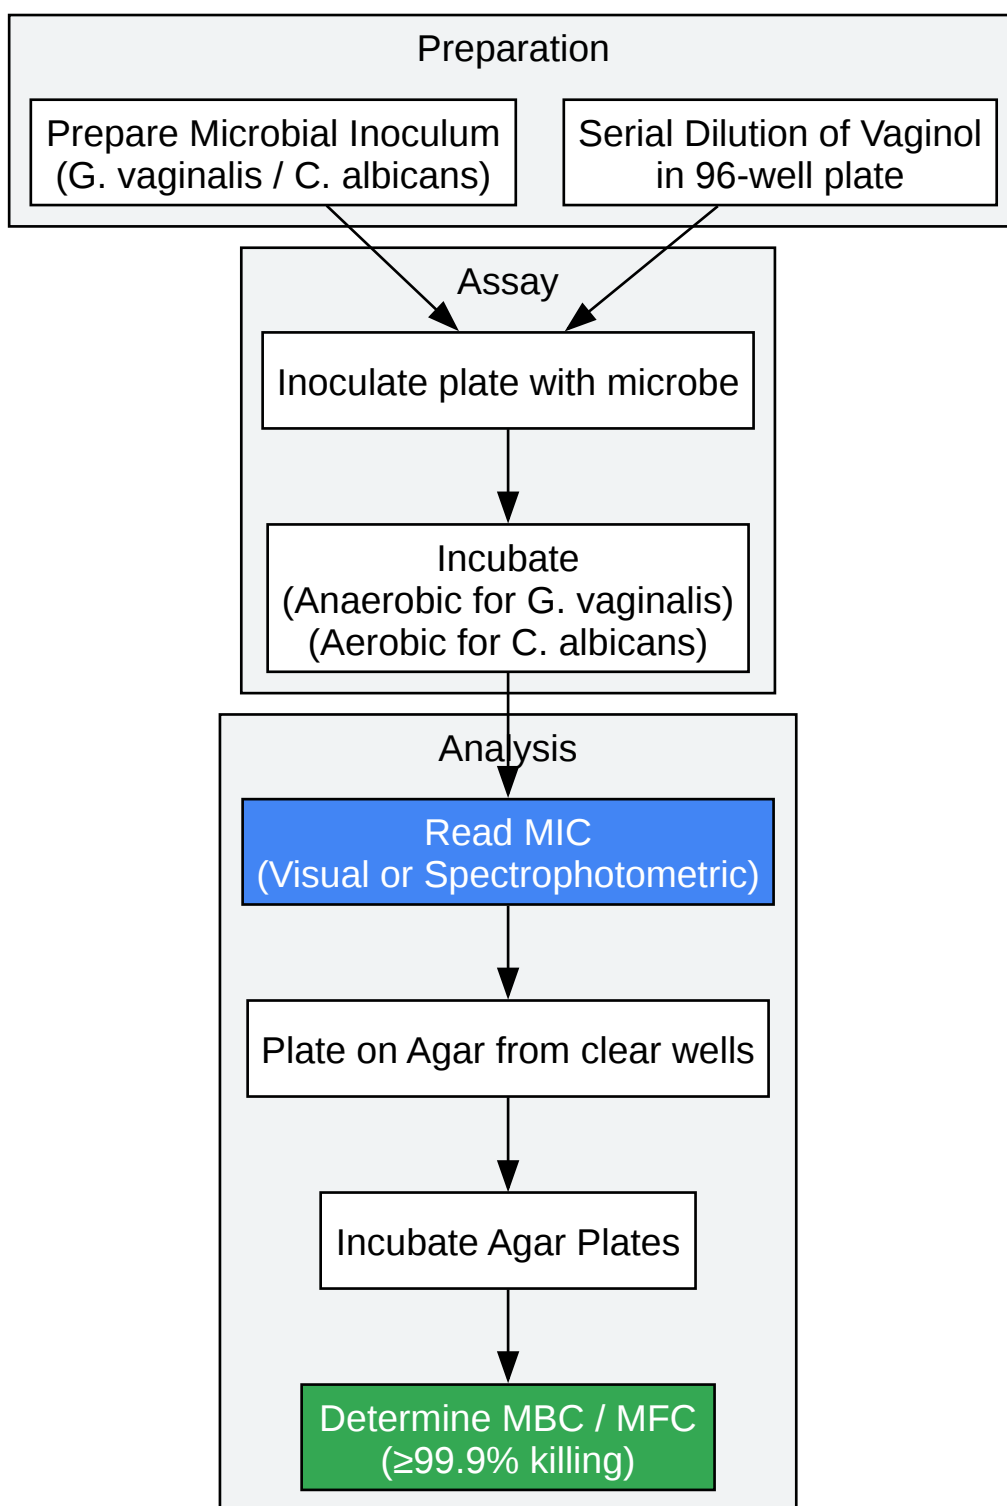 Preparation
Prepare Microbial Inoculum
(G. vaginalis / C. albicans)
Serial Dilution of Vaginol
in 96-well plate
Assay
Inoculate plate with microbe
Incubate
(Anaerobic for G. vaginalis)
(Aerobic for C. albicans)
Analysis
Read MIC
(Visual or Spectrophotometric)
Plate on Agar from clear wells
Incubate Agar Plates
Determine MBC / MFC
(≥99.9% killing)